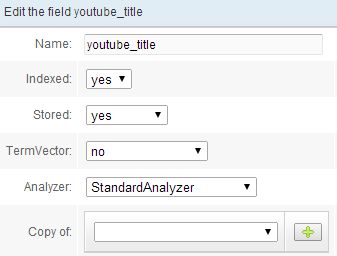 Edit the field youtube_title
Name: youtube_title
Indexed: yes
Stored: yes
TermVector: no
Analyzer: StandardAnalyzer
Copy of: